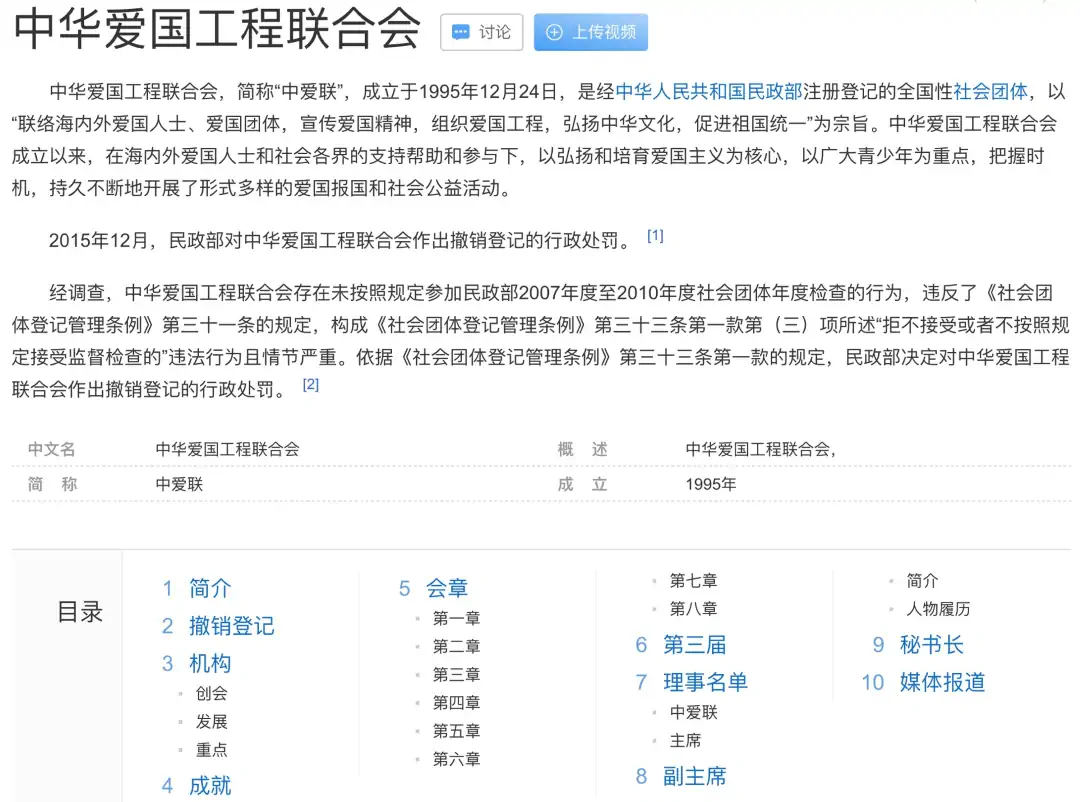 中华爱国工程联合会 讨论 上传视频
中华爱国工程联合会，简称“中爱联”，成立于1995年12月24日，是经中华人民共和国民政部注册登记的全国性社会团体，以
“联络海内外爱国人士、爱国团体，宣传爱国精神，组织爱国工程，弘扬中华文化，促进祖国统一”为宗旨。中华爱国工程联合会
成立以来，在海内外爱国人士和社会各界的支持帮助和参与下，以弘扬和培育爱国主义为核心，以广大青少年为重点，把握时
机，持久不断地开展了形式多样的爱国报国和社会公益活动。
2015年12月，民政部对中华爱国工程联合会作出撤销登记的行政处罚。 [1]
经调查，中华爱国工程联合会存在未按照规定参加民政部2007年度至2010年度社会团体年度检查的行为，违反了《社会团
体登记管理条例》第三十一条的规定，构成《社会团体登记管理条例》第三十三条第一款第（三）项所述“拒不接受或者不按照规
定接受监督检查的”违法行为且情节严重。依据《社会团体登记管理条例》第三十三条第一款的规定，民政部决定对中华爱国工程
联合会作出撤销登记的行政处罚。 [2]
中文名 中华爱国工程联合会 概 述 中华爱国工程联合会，
简 称 中爱联 成 立 1995年
目录
1 简介
2 撤销登记
3 机构
创会
发展
重点
4 成就
5 会章
第一章
第二章
第三章
第四章
第五章
第六章
第七章
第八章
6 第三届
7 理事名单
中爱联
主席
8 副主席
简介
人物履历
9 秘书长
10 媒体报道